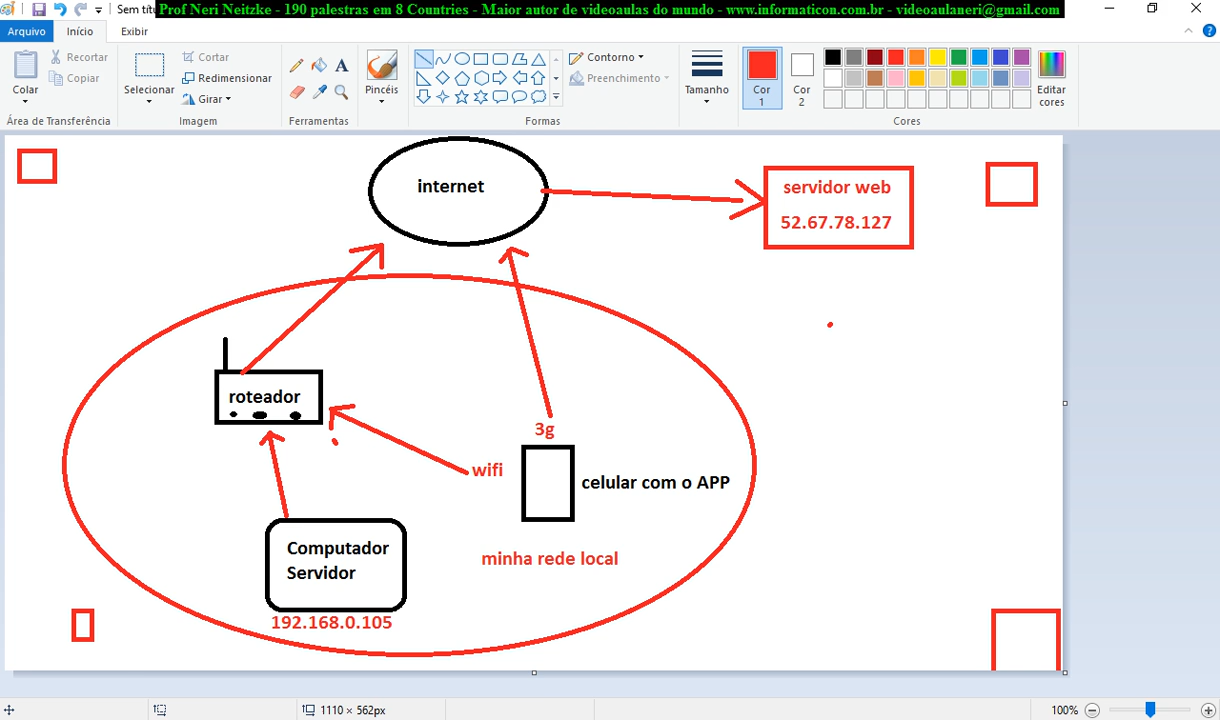 Sem títu
Prof Neri Neitzke - 190 palestras em 8 Countries - Maior autor de videoaulas do mundo - www.informaticon.com.br - videoaulaneri@gmail.com
Arquivo
Início
Exibir
Colar
Recortar
Copiar
Área de Transferência
Selecionar
Cortar
Redimensionar
Girar
Imagem
A
Ferramentas
Pincéis
Contorno
Preenchimento
Formas
Tamanho
Cor
1
Cor
2
Editar
cores
Cores
internet
servidor web
52.67.78.127
roteador
3g
wifi
celular com o APP
Computador
Servidor
minha rede local
192.168.0.105
1110 × 562px
100%